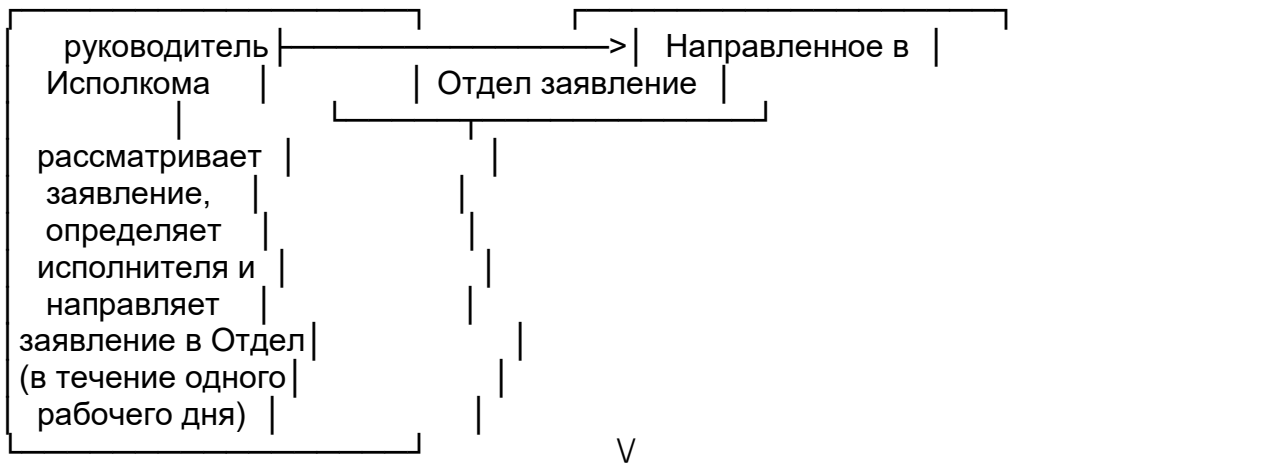 руководитель ────────────────> Направленное в
Исполкома Отдел заявление
рассматривает
заявление,
определяет
исполнителя и
направляет
заявление в Отдел
(в течение одного
рабочего дня)
\/